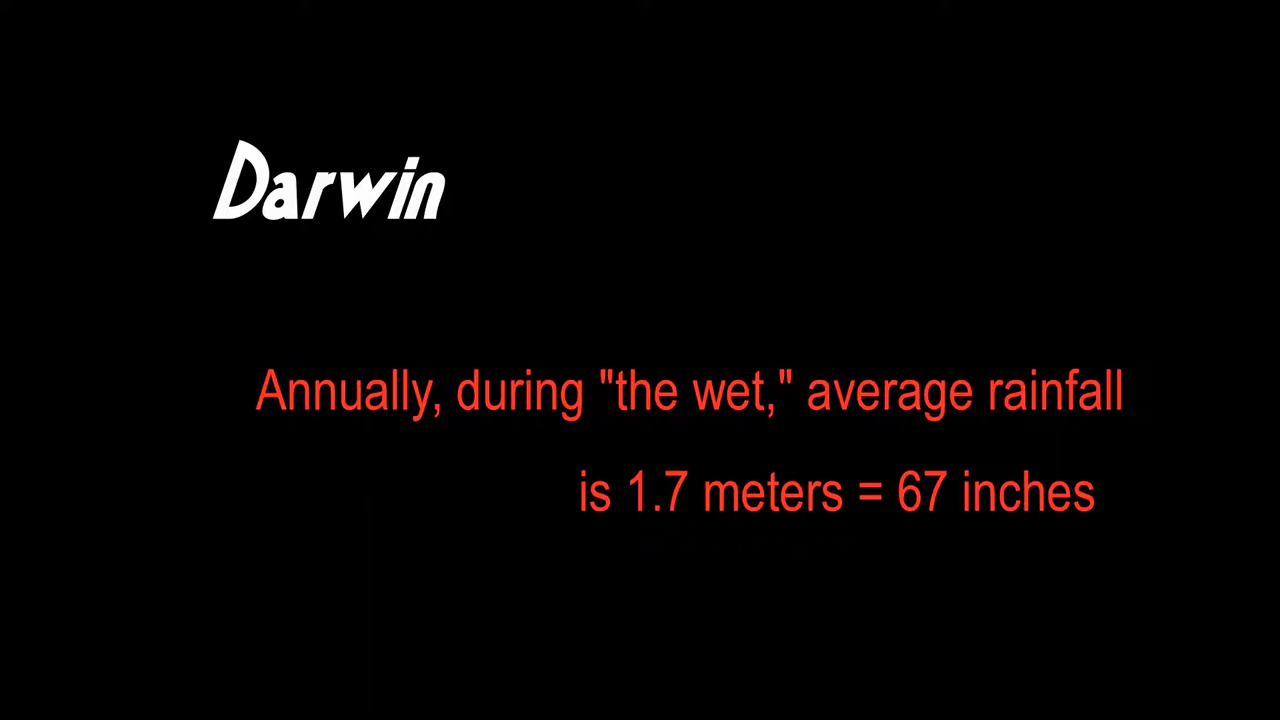 Darwin
Annually, during "the wet," average rainfall
is 1.7 meters = 67 inches